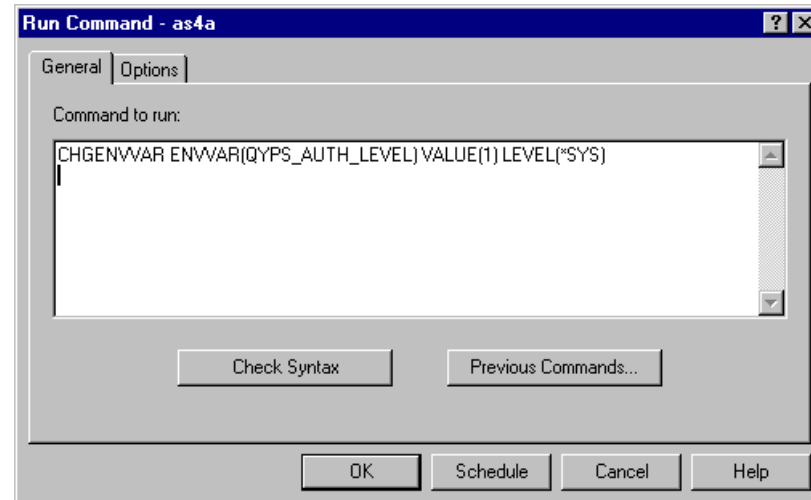 Run Command - as4a
General
Options
Command to run:
CHGENVVAR ENVVAR(QYPS_AUTH_LEVEL) VALUE(1) LEVEL(*SYS)
Check Syntax
Previous Commands...
OK
Schedule
Cancel
Help